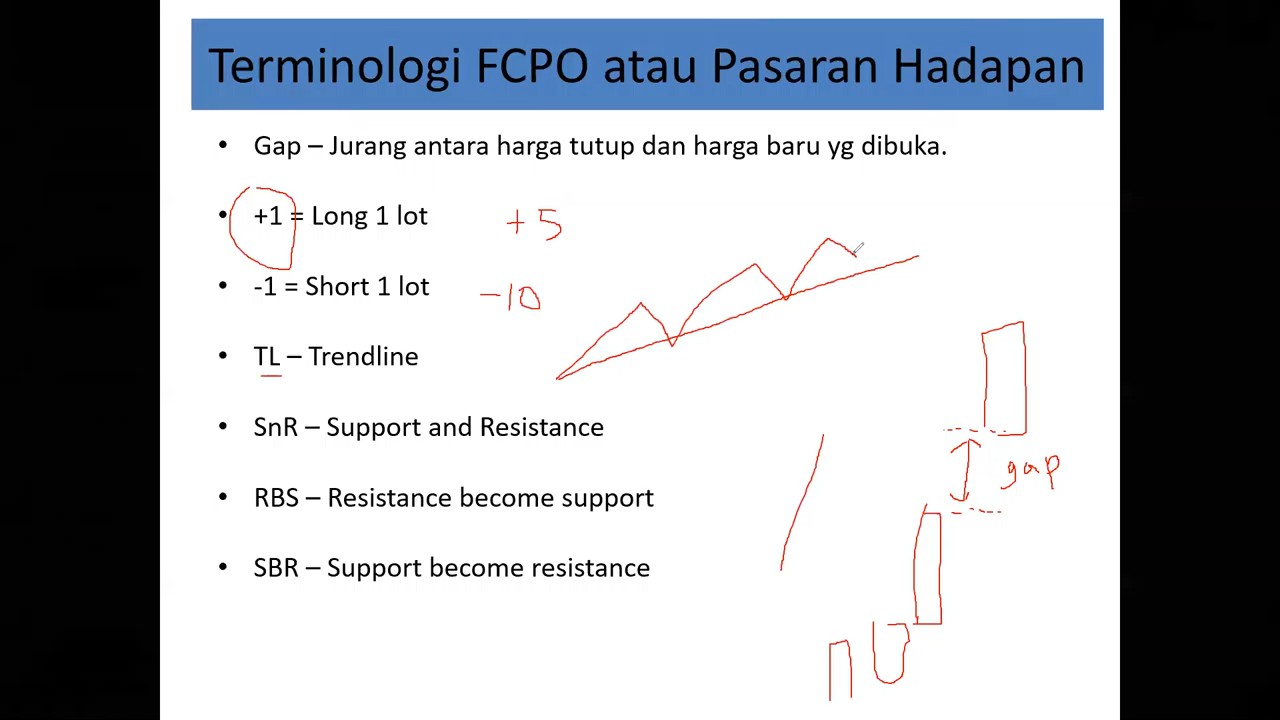 Terminologi FCPO atau Pasaran Hadapan
• Gap – Jurang antara harga tutup dan harga baru yg dibuka.
• +1 = Long 1 lot +5
• -1 = Short 1 lot -10
• TL – Trendline
• SnR – Support and Resistance
gap
• RBS – Resistance become support
• SBR – Support become resistance